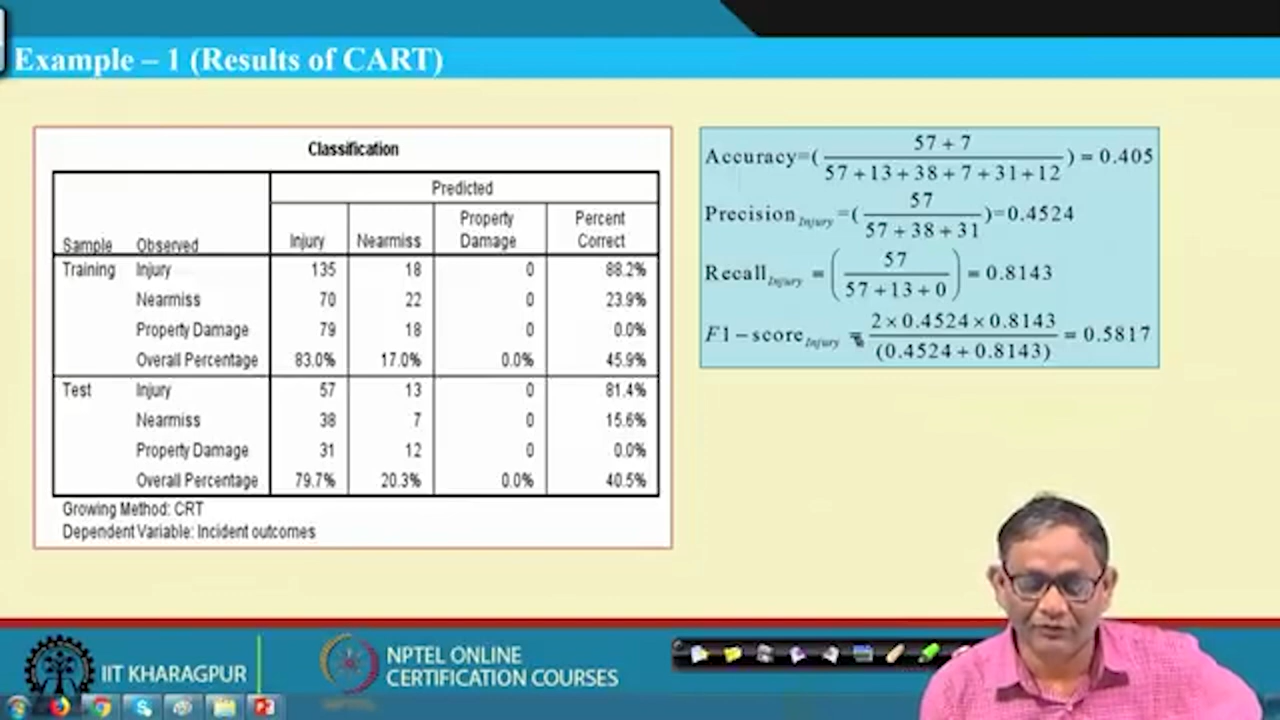 Example – 1 (Results of CART)
Classification
Predicted
Sample Observed Injury Nearmiss Property Damage Percent Correct
Training Injury 135 18 0 88.2%
Nearmiss 70 22 0 23.9%
Property Damage 79 18 0 0.0%
Overall Percentage 83.0% 17.0% 0.0% 45.9%
Test Injury 57 13 0 81.4%
Nearmiss 38 7 0 15.6%
Property Damage 31 12 0 0.0%
Overall Percentage 79.7% 20.3% 0.0% 40.5%
Growing Method: CRT
Dependent Variable: Incident outcomes
Accuracy=( 57 + 7 / 57 + 13 + 38 + 7 + 31 + 12 ) = 0.405
Precision Injury =( 57 / 57 + 38 + 31 )=0.4524
Recall Injury = ( 57 / 57 + 13 + 0 ) = 0.8143
F1 – score Injury = 2 × 0.4524 × 0.8143 / (0.4524 + 0.8143) = 0.5817
IIT KHARAGPUR
NPTEL ONLINE
CERTIFICATION COURSES